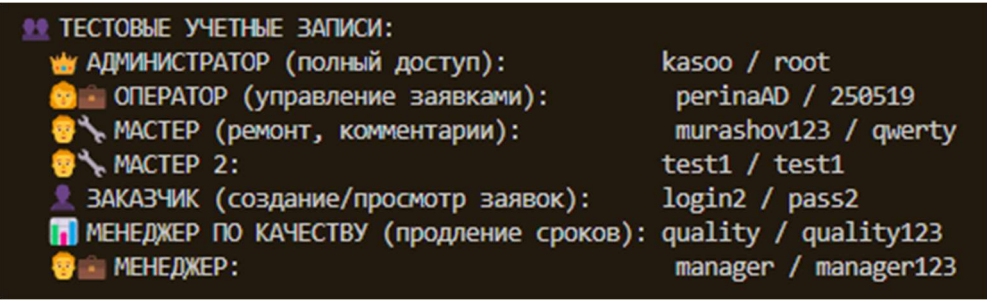 ТЕСТОВЫЕ УЧЕТНЫЕ ЗАПИСИ:
АДМИНИСТРАТОР (полный доступ): kasoo / root
ОПЕРАТОР (управление заявками): perinaAD / 250519
МАСТЕР (ремонт, комментарии): murashov123 / qwerty
МАСТЕР 2: test1 / test1
ЗАКАЗЧИК (создание/просмотр заявок): login2 / pass2
МЕНЕДЖЕР ПО КАЧЕСТВУ (продление сроков): quality / quality123
МЕНЕДЖЕР: manager / manager123